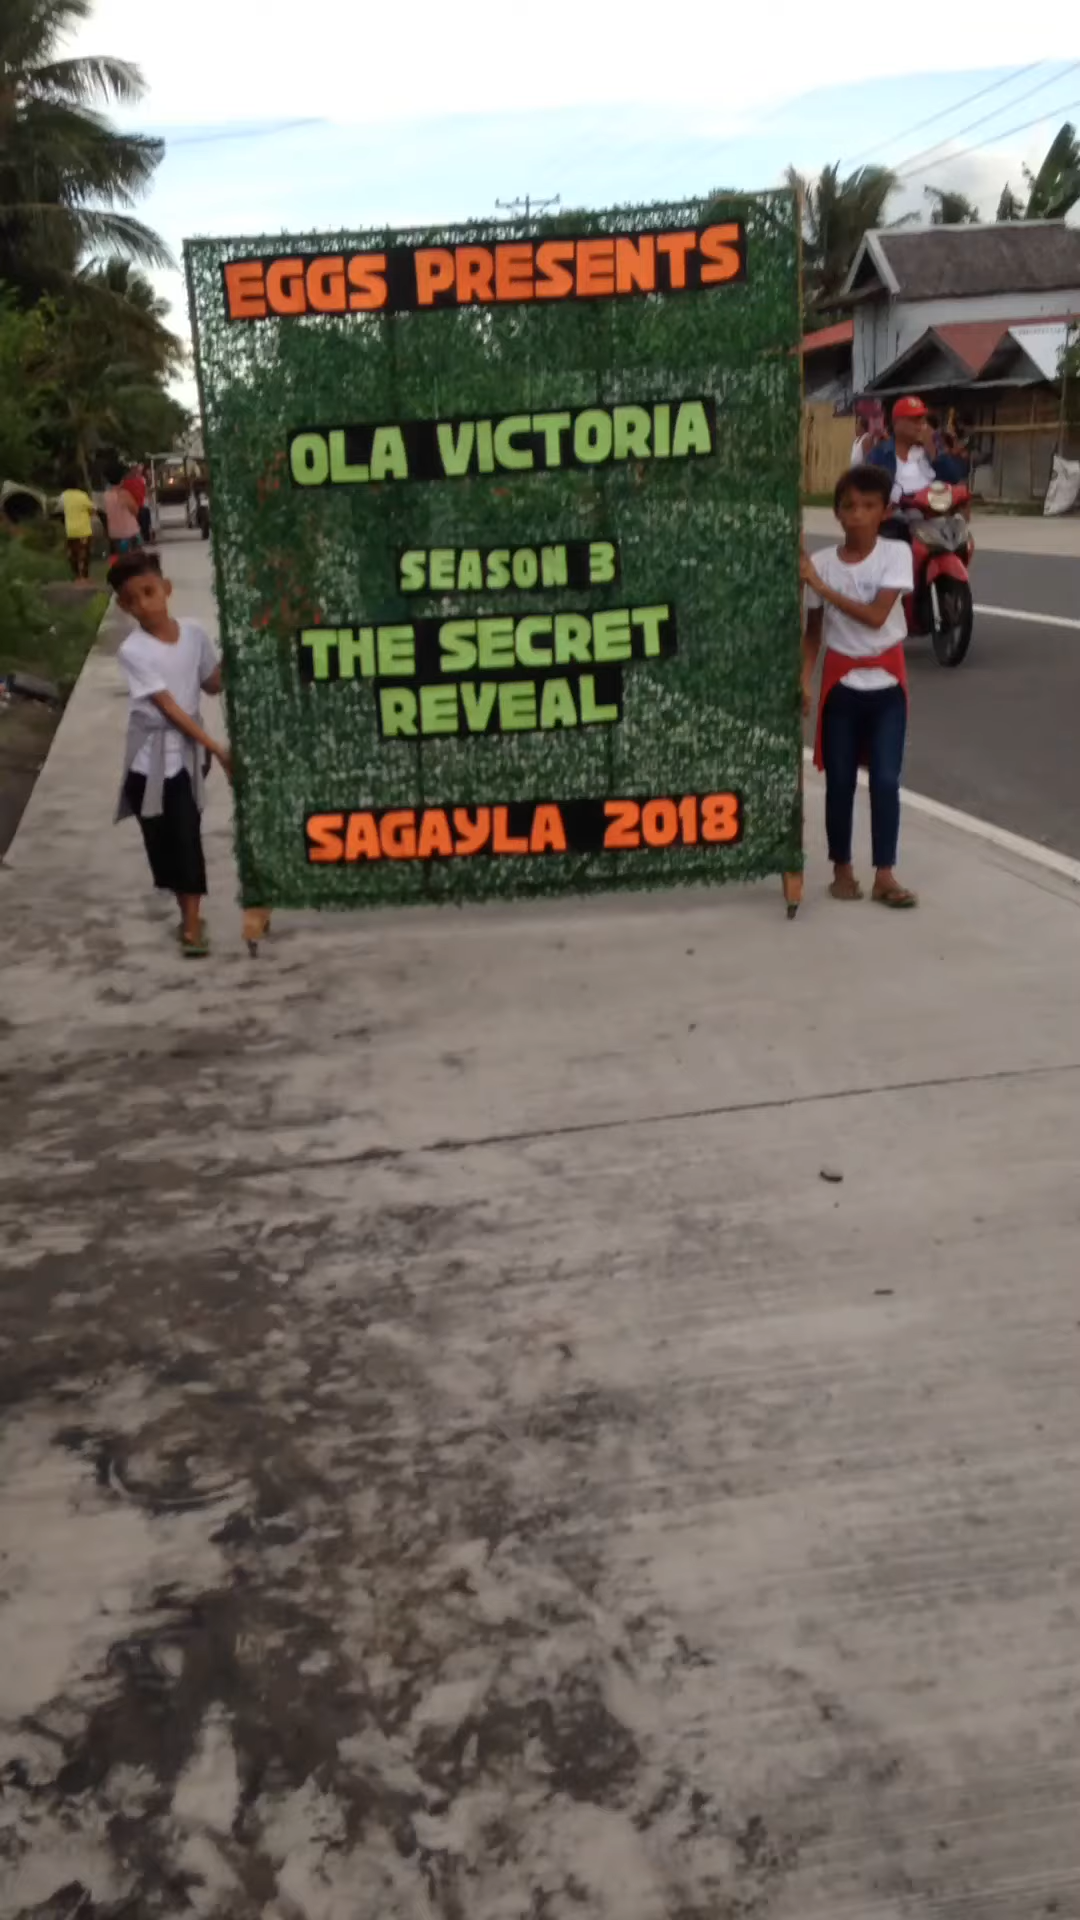 EGGS PRESENTS
OLA VICTORIA
SEASON 3
THE SECRET
REVEAL
SAGAYLA 2018